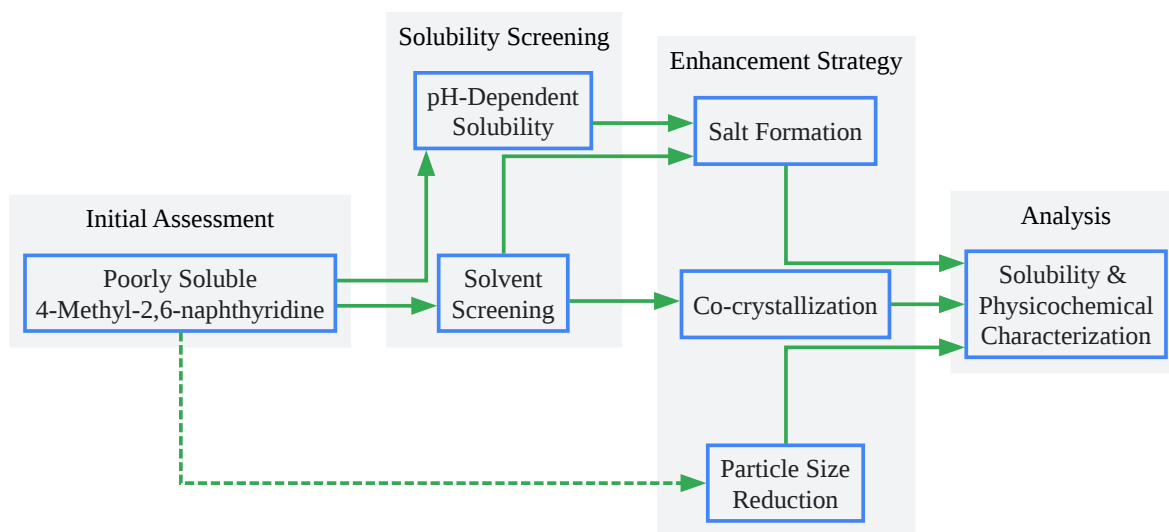 Initial Assessment
Poorly Soluble
4-Methyl-2,6-naphthyridine
Solubility Screening
pH-Dependent
Solubility
Solvent
Screening
Enhancement Strategy
Salt Formation
Co-crystallization
Particle Size
Reduction
Analysis
Solubility &
Physicochemical
Characterization